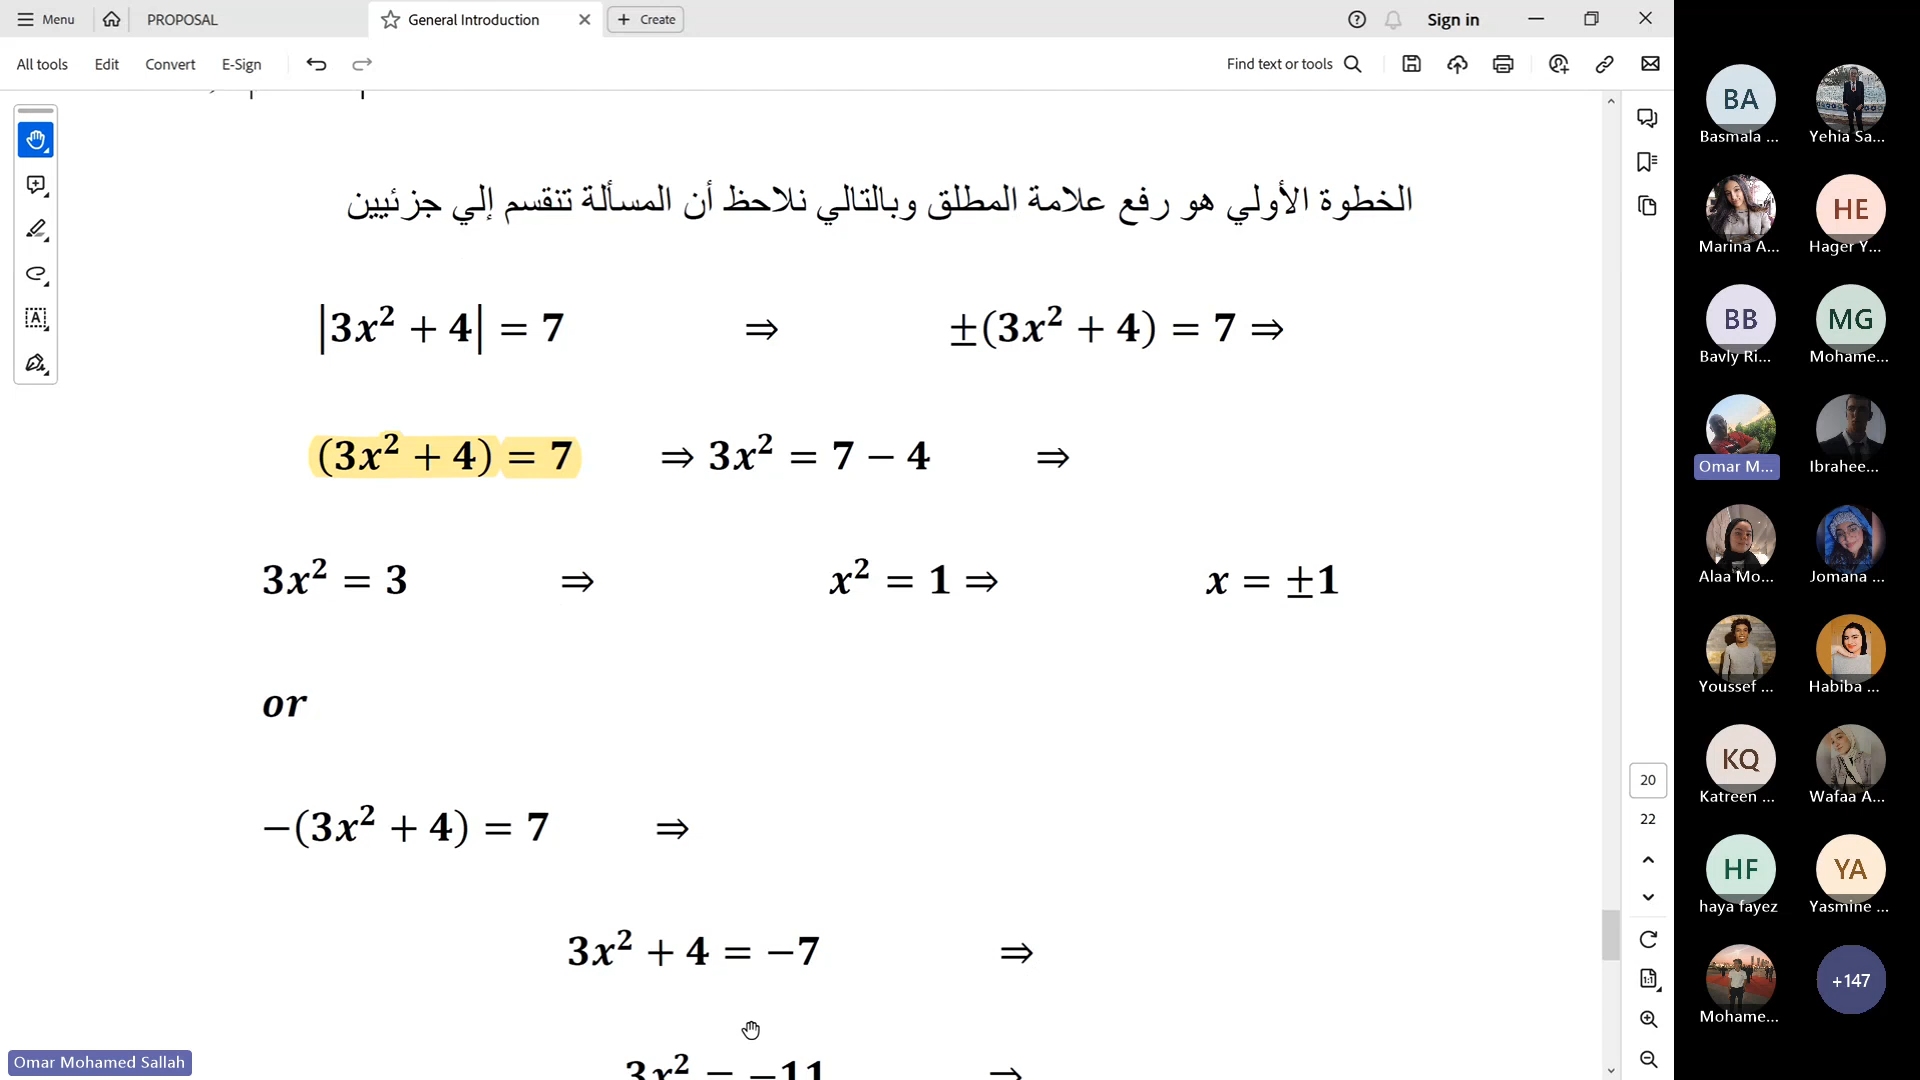 Menu PROPOSAL General Introduction Create Sign in
All tools Edit Convert E-Sign Find text or tools
الخطوة الأولي هو رفع علامة المطلق وبالتالي نلاحظ أن المسألة تنقسم إلي جزئيين
|3x² + 4| = 7 ⇒ ±(3x² + 4) = 7 ⇒
(3x² + 4) = 7 ⇒ 3x² = 7 − 4 ⇒
3x² = 3 ⇒ x² = 1 ⇒ x = ±1
or
−(3x² + 4) = 7 ⇒
3x² + 4 = −7 ⇒
3x² = −11 ⇒
20
22
Omar Mohamed Sallah
BA
Basmala ... Yehia Sa...
HE
Marina A... Hager Y...
BB MG
Bavly Ri... Mohame...
Omar M... Ibrahee...
Alaa Mo... Jomana ...
Youssef ... Habiba ...
KQ
Katreen ... Wafaa A...
HF YA
haya fayez Yasmine ...
+147
Mohame...